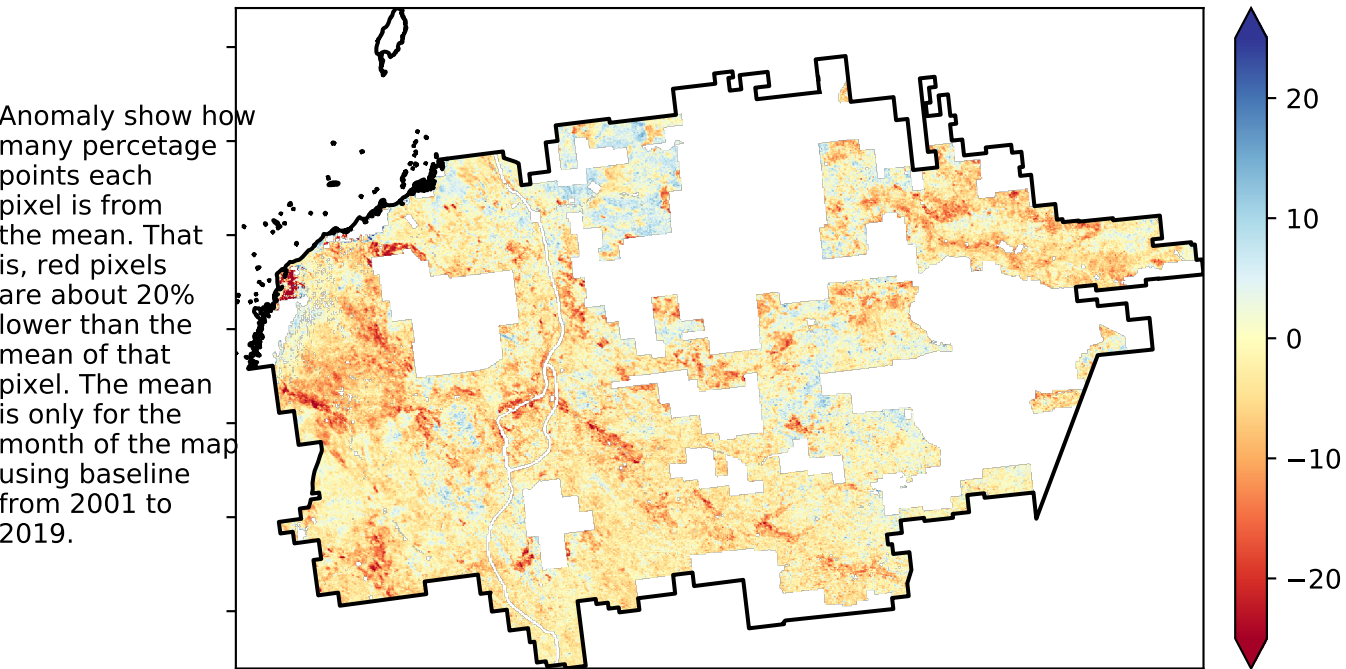 Anomaly show how
many percetage
points each
pixel is from
the mean. That
is, red pixels
are about 20%
lower than the
mean of that
pixel. The mean
is only for the
month of the map
using baseline
from 2001 to
2019.
20
10
0
−10
−20